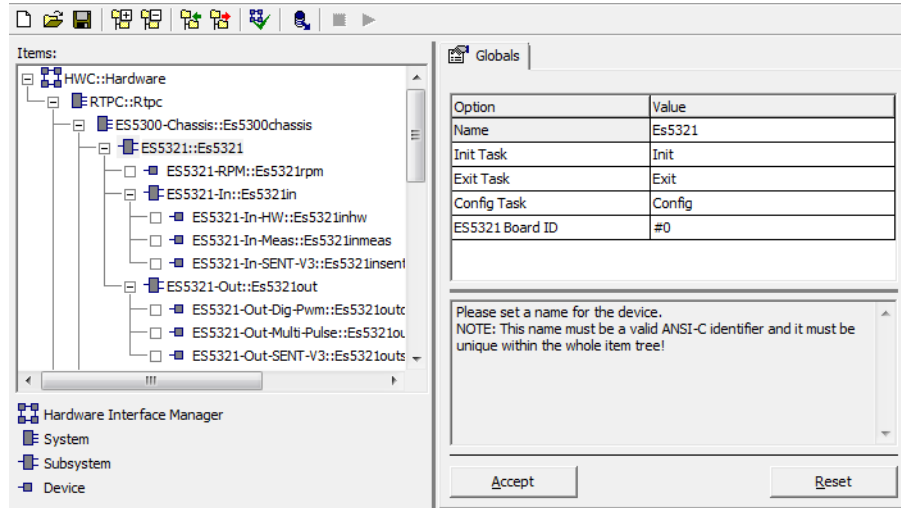 Items:
HWC::Hardware
RTPC::Rtpc
ES5300-Chassis::Es5300chassis
ES5321::Es5321
ES5321-RPM::Es5321rpm
ES5321-In::Es5321in
ES5321-In-HW::Es5321inhw
ES5321-In-Meas::Es5321inmeas
ES5321-In-SENT-V3::Es5321insent
ES5321-Out::Es5321out
ES5321-Out-Dig-Pwm::Es5321outd
ES5321-Out-Multi-Pulse::Es5321ou
ES5321-Out-SENT-V3::Es5321outs
Hardware Interface Manager
System
Subsystem
Device
Globals
Option Value
Name Es5321
Init Task Init
Exit Task Exit
Config Task Config
ES5321 Board ID #0
Please set a name for the device.
NOTE: This name must be a valid ANSI-C identifier and it must be
unique within the whole item tree!
Accept Reset